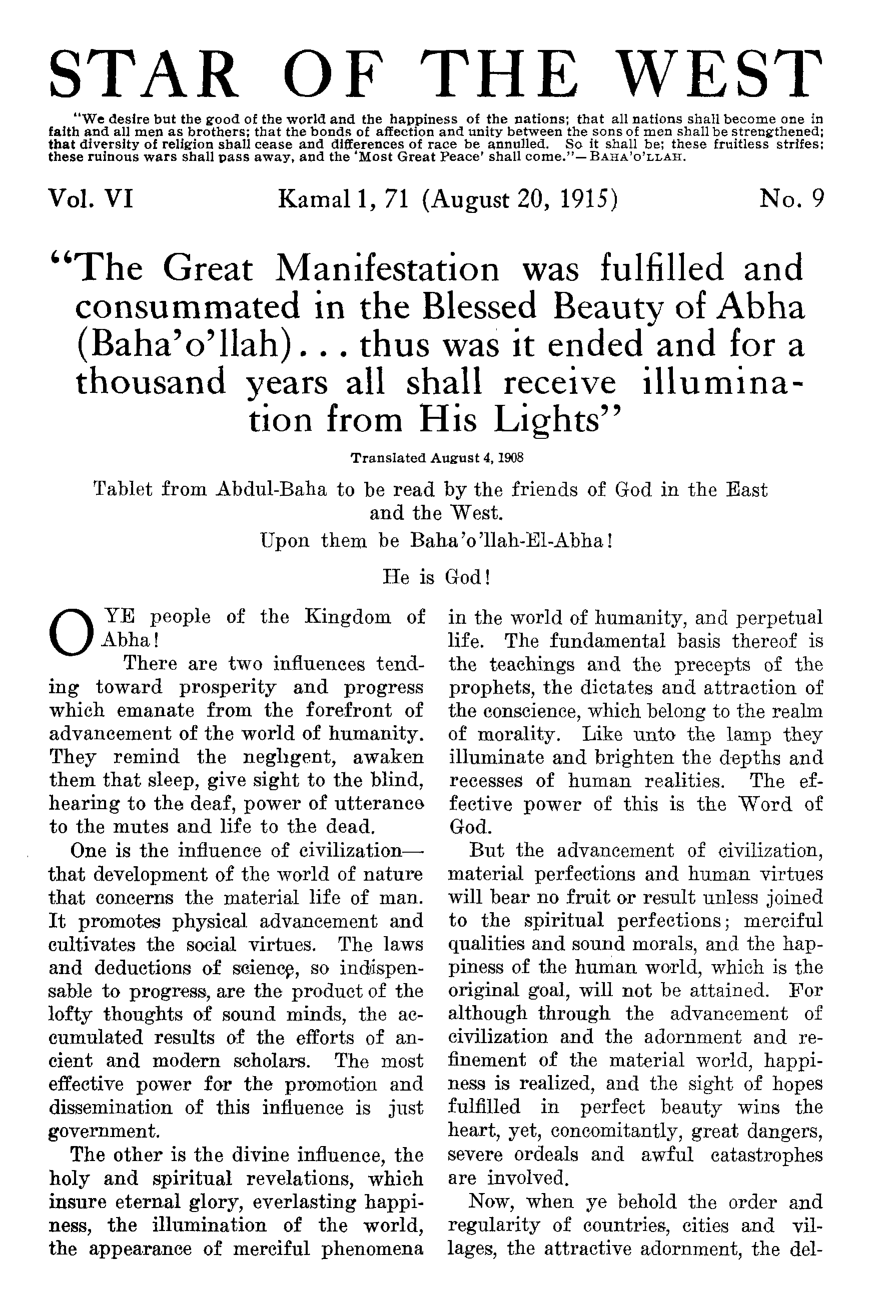 STAR OF THE WEST
"We desire but the good of the world and the happiness of the nations; that all nations shall become one in
faith and all men as brothers; that the bonds of affection and unity between the sons of men shall be strengthened;
that diversity of religion shall cease and differences of race be annulled. So it shall be; these fruitless strifes;
these ruinous wars shall pass away, and the 'Most Great Peace' shall come."—BAHA'O'LLAH.
Vol. VI Kamal 1, 71 (August 20, 1915) No. 9
"The Great Manifestation was fulfilled and
consummated in the Blessed Beauty of Abha
(Baha'o'llah)... thus was it ended and for a
thousand years all shall receive illumina-
tion from His Lights"
Translated August 4, 1908
Tablet from Abdul-Baha to be read by the friends of God in the East
and the West.
Upon them be Baha'o'llah-El-Abha!
He is God!
O YE people of the Kingdom of
Abha!
There are two influences tend-
ing toward prosperity and progress
which emanate from the forefront of
advancement of the world of humanity.
They remind the negligent, awaken
them that sleep, give sight to the blind,
hearing to the deaf, power of utterance
to the mutes and life to the dead.
One is the influence of civilization—
that development of the world of nature
that concerns the material life of man.
It promotes physical advancement and
cultivates the social virtues. The laws
and deductions of science, so indispen-
sable to progress, are the product of the
lofty thoughts of sound minds, the ac-
cumulated results of the efforts of an-
cient and modern scholars. The most
effective power for the promotion and
dissemination of this influence is just
government.
The other is the divine influence, the
holy and spiritual revelations, which
insure eternal glory, everlasting happi-
ness, the illumination of the world,
the appearance of merciful phenomena
in the world of humanity, and perpetual
life. The fundamental basis thereof is
the teachings and the precepts of the
prophets, the dictates and attraction of
the conscience, which belong to the realm
of morality. Like unto the lamp they
illuminate and brighten the depths and
recesses of human realities. The ef-
fective power of this is the Word of
God.
But the advancement of civilization,
material perfections and human virtues
will bear no fruit or result unless joined
to the spiritual perfections; merciful
qualities and sound morals, and the hap-
piness of the human world, which is the
original goal, will not be attained. For
although through the advancement of
civilization and the adornment and re-
finement of the material world, happi-
ness is realized, and the sight of hopes
fulfilled in perfect beauty wins the
heart, yet, concomitantly, great dangers,
severe ordeals and awful catastrophes
are involved.
Now, when ye behold the order and
regularity of countries, cities and vil-
lages, the attractive adornment, the del-